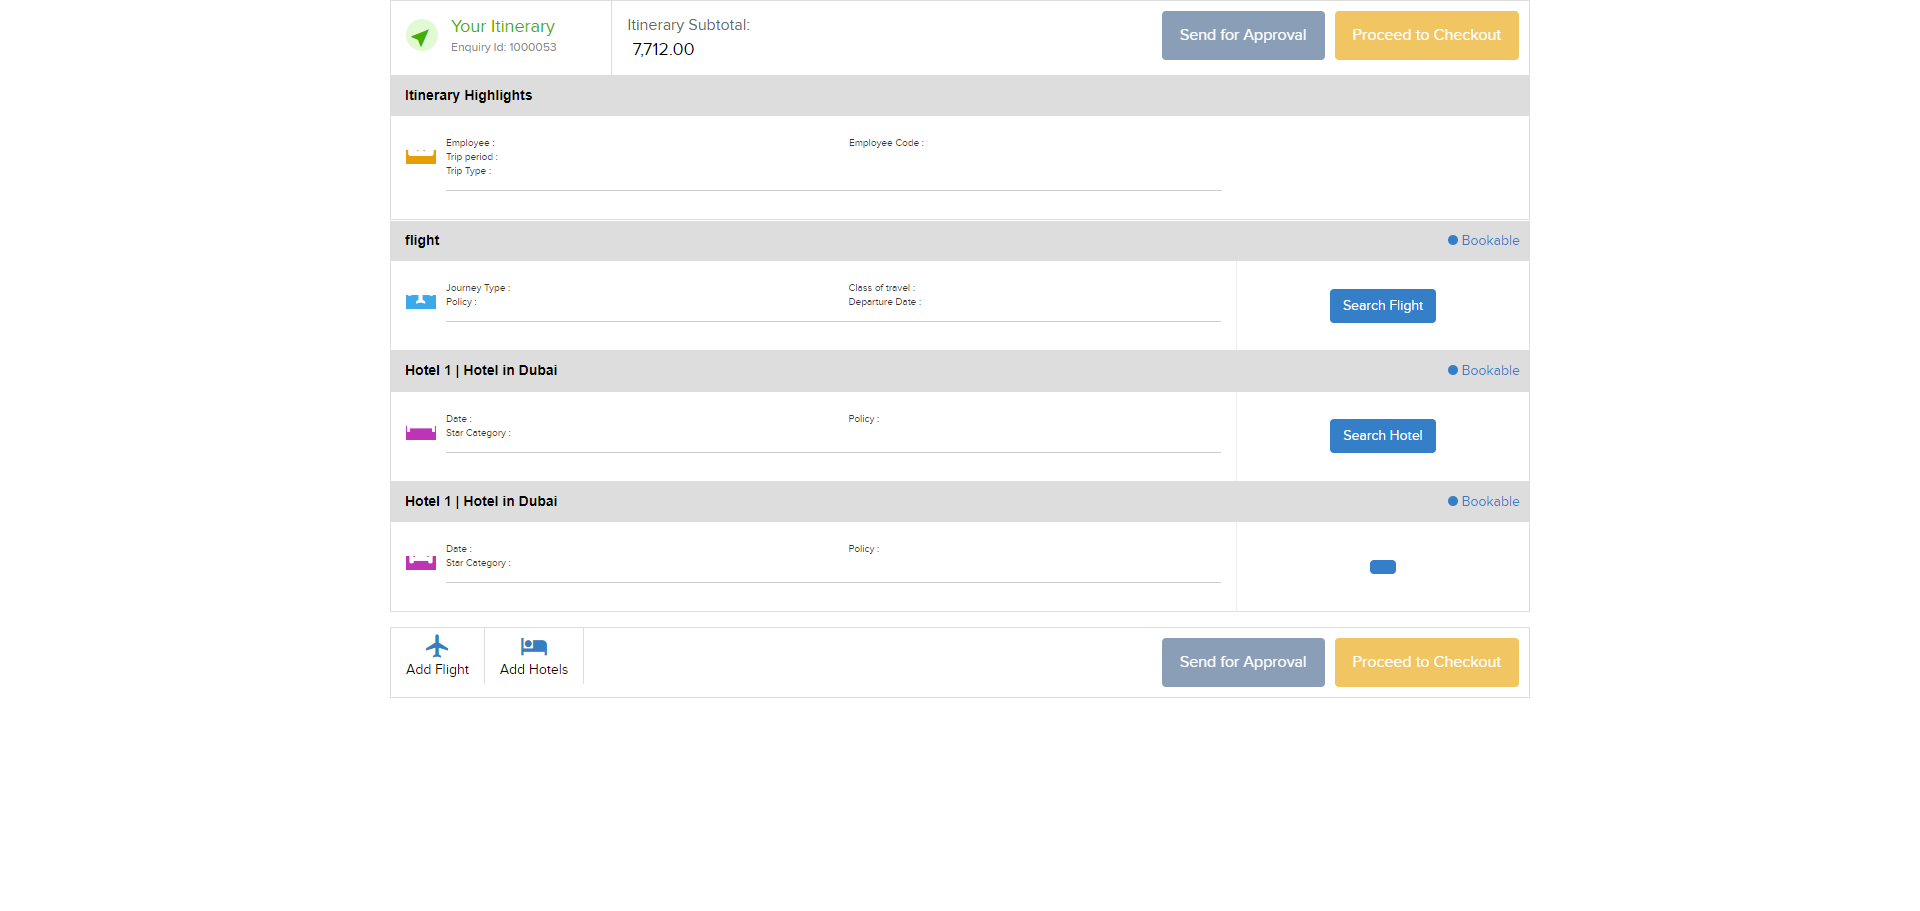 Your Itinerary
Enquiry Id: 1000053
Itinerary Subtotal:
7,712.00
Send for Approval
Proceed to Checkout
Itinerary Highlights
Employee :
Employee Code :
Trip period :
Trip Type :
flight
Bookable
Journey Type :
Class of travel :
Policy :
Departure Date :
Search Flight
Hotel 1 | Hotel in Dubai
Bookable
Date :
Policy :
Star Category :
Search Hotel
Hotel 1 | Hotel in Dubai
Bookable
Date :
Policy :
Star Category :
Add Flight
Add Hotels
Send for Approval
Proceed to Checkout